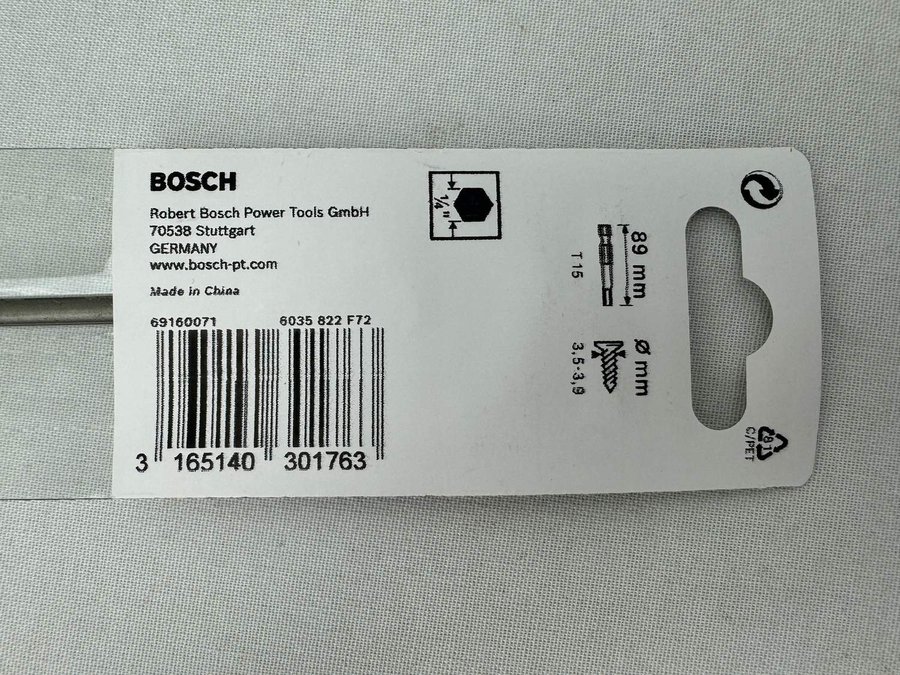 BOSCH
Robert Bosch Power Tools GmbH
70538 Stuttgart
GERMANY
www.bosch-pt.com
Made in China
69160071 6035 822 F72
3 165140 301763
1/4"
89 mm
T 15
Ø mm
3,5-3,9
81
C/PET